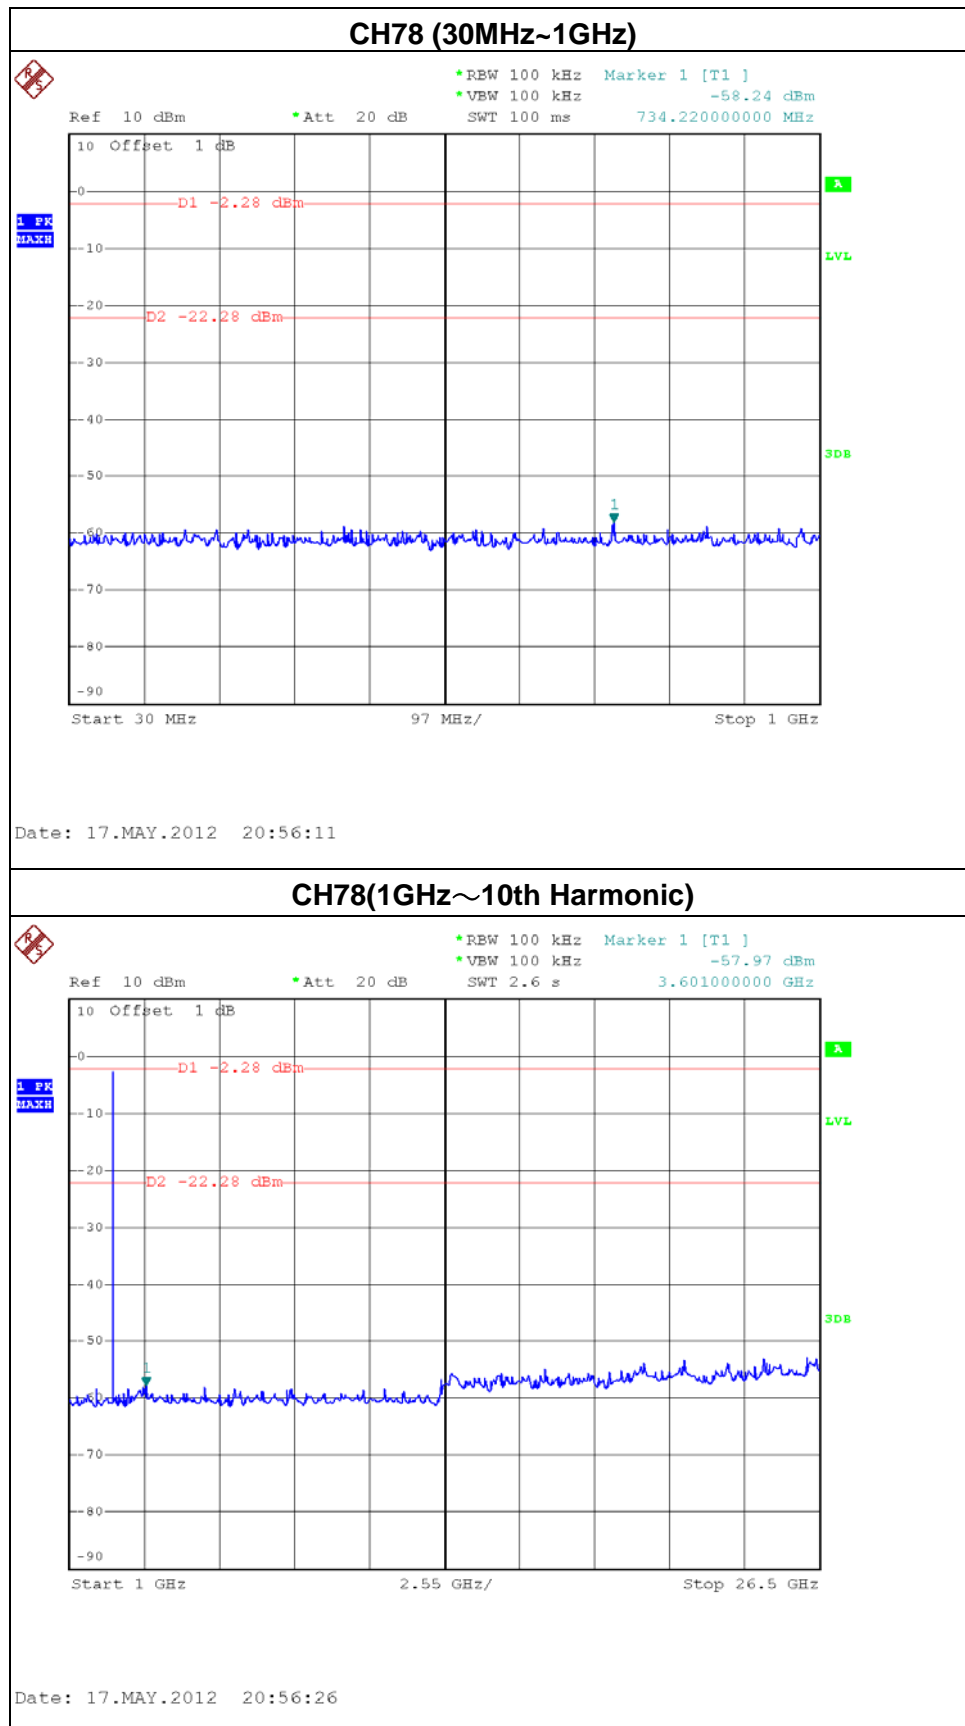 CH78 (30MHz~1GHz)
R S
*RBW 100 kHz Marker 1 [T1 ]
*VBW 100 kHz -58.24 dBm
Ref 10 dBm *Att 20 dB SWT 100 ms 734.220000000 MHz
10 Offset 1 dB
A
0
D1 -2.28 dBm
1 PK
MAXH
-10
LVL
-20
D2 -22.28 dBm
-30
-40
3DB
-50
1
-60
-70
-80
-90
Start 30 MHz 97 MHz/ Stop 1 GHz
Date: 17.MAY.2012 20:56:11
CH78(1GHz～10th Harmonic)
R S
*RBW 100 kHz Marker 1 [T1 ]
*VBW 100 kHz -57.97 dBm
Ref 10 dBm *Att 20 dB SWT 2.6 s 3.601000000 GHz
10 Offset 1 dB
A
0
D1 -2.28 dBm
1 PK
MAXH
-10
LVL
-20
D2 -22.28 dBm
-30
-40
3DB
-50
1
-60
-70
-80
-90
Start 1 GHz 2.55 GHz/ Stop 26.5 GHz
Date: 17.MAY.2012 20:56:26